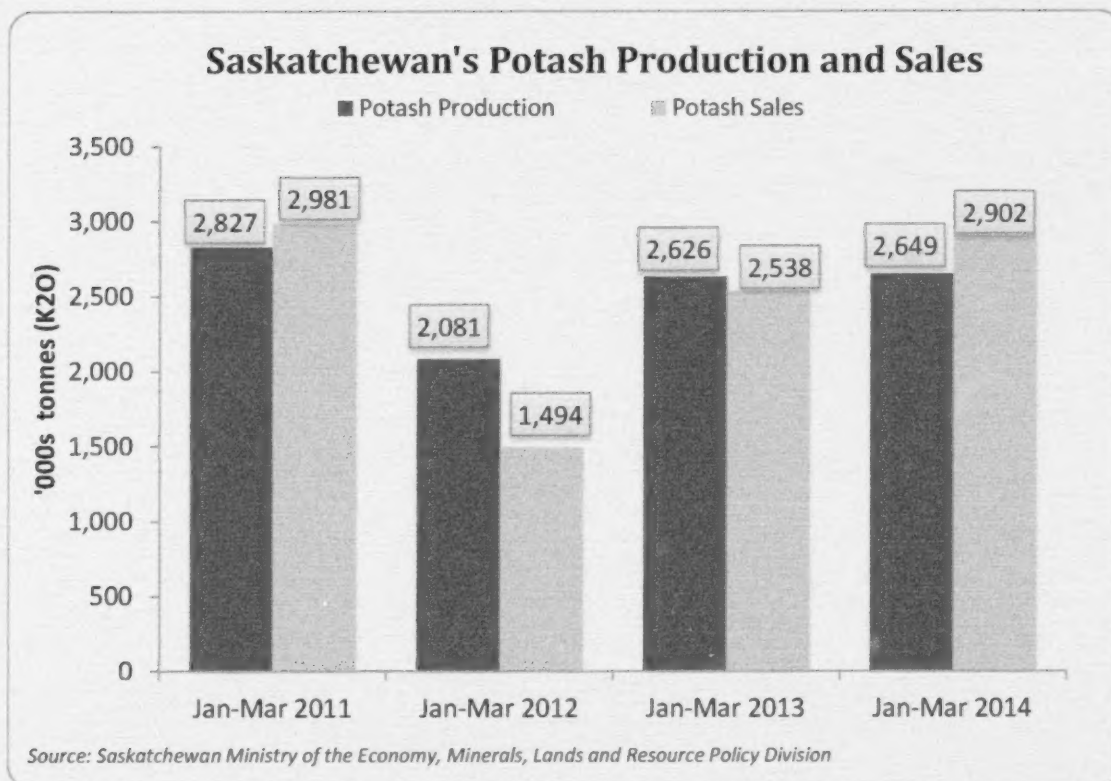 Saskatchewan's Potash Production and Sales
Potash Production Potash Sales
3,500
3,000
2,500
2,000
1,500
1,000
500
0
'000s tonnes (K2O)
2,827 2,981
2,081 1,494
2,626 2,538
2,649 2,902
Jan-Mar 2011 Jan-Mar 2012 Jan-Mar 2013 Jan-Mar 2014
Source: Saskatchewan Ministry of the Economy, Minerals, Lands and Resource Policy Division